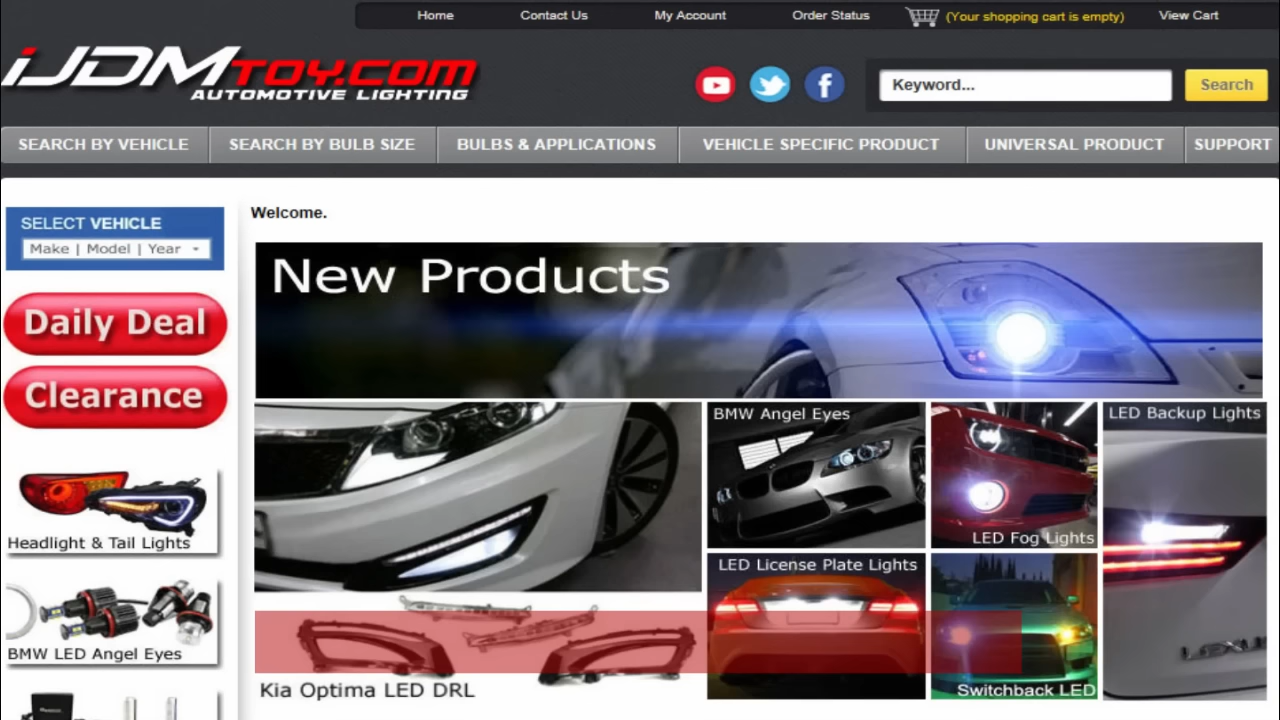 Home Contact Us My Account Order Status (Your shopping cart is empty) View Cart
iJDMTOY.COM
AUTOMOTIVE LIGHTING
Keyword... Search
SEARCH BY VEHICLE SEARCH BY BULB SIZE BULBS & APPLICATIONS VEHICLE SPECIFIC PRODUCT UNIVERSAL PRODUCT SUPPORT
Welcome.
SELECT VEHICLE
Make | Model | Year
Daily Deal
Clearance
Headlight & Tail Lights
BMW LED Angel Eyes
New Products
BMW Angel Eyes
LED Backup Lights
LED Fog Lights
LED License Plate Lights
Kia Optima LED DRL
Switchback LED